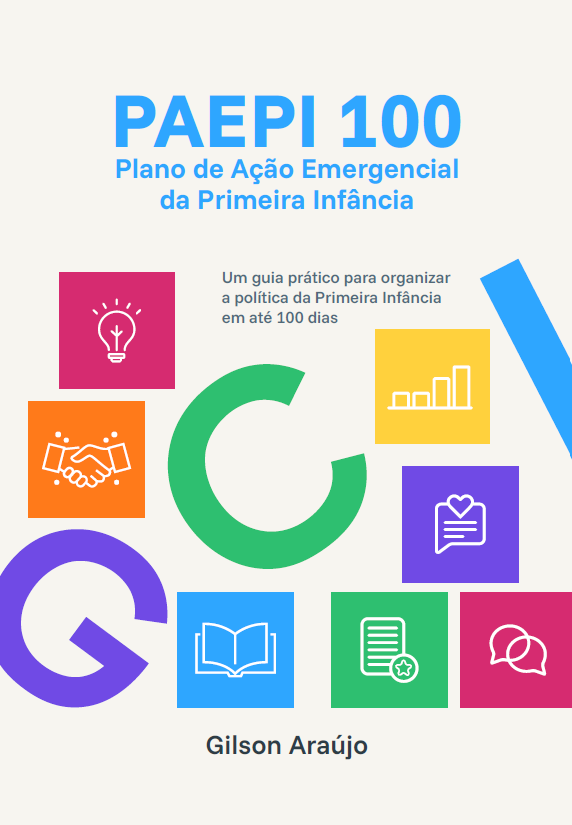 PAEPI 100
Plano de Ação Emergencial
da Primeira Infância
Um guia prático para organizar
a política da Primeira Infância
em até 100 dias
Gilson Araújo